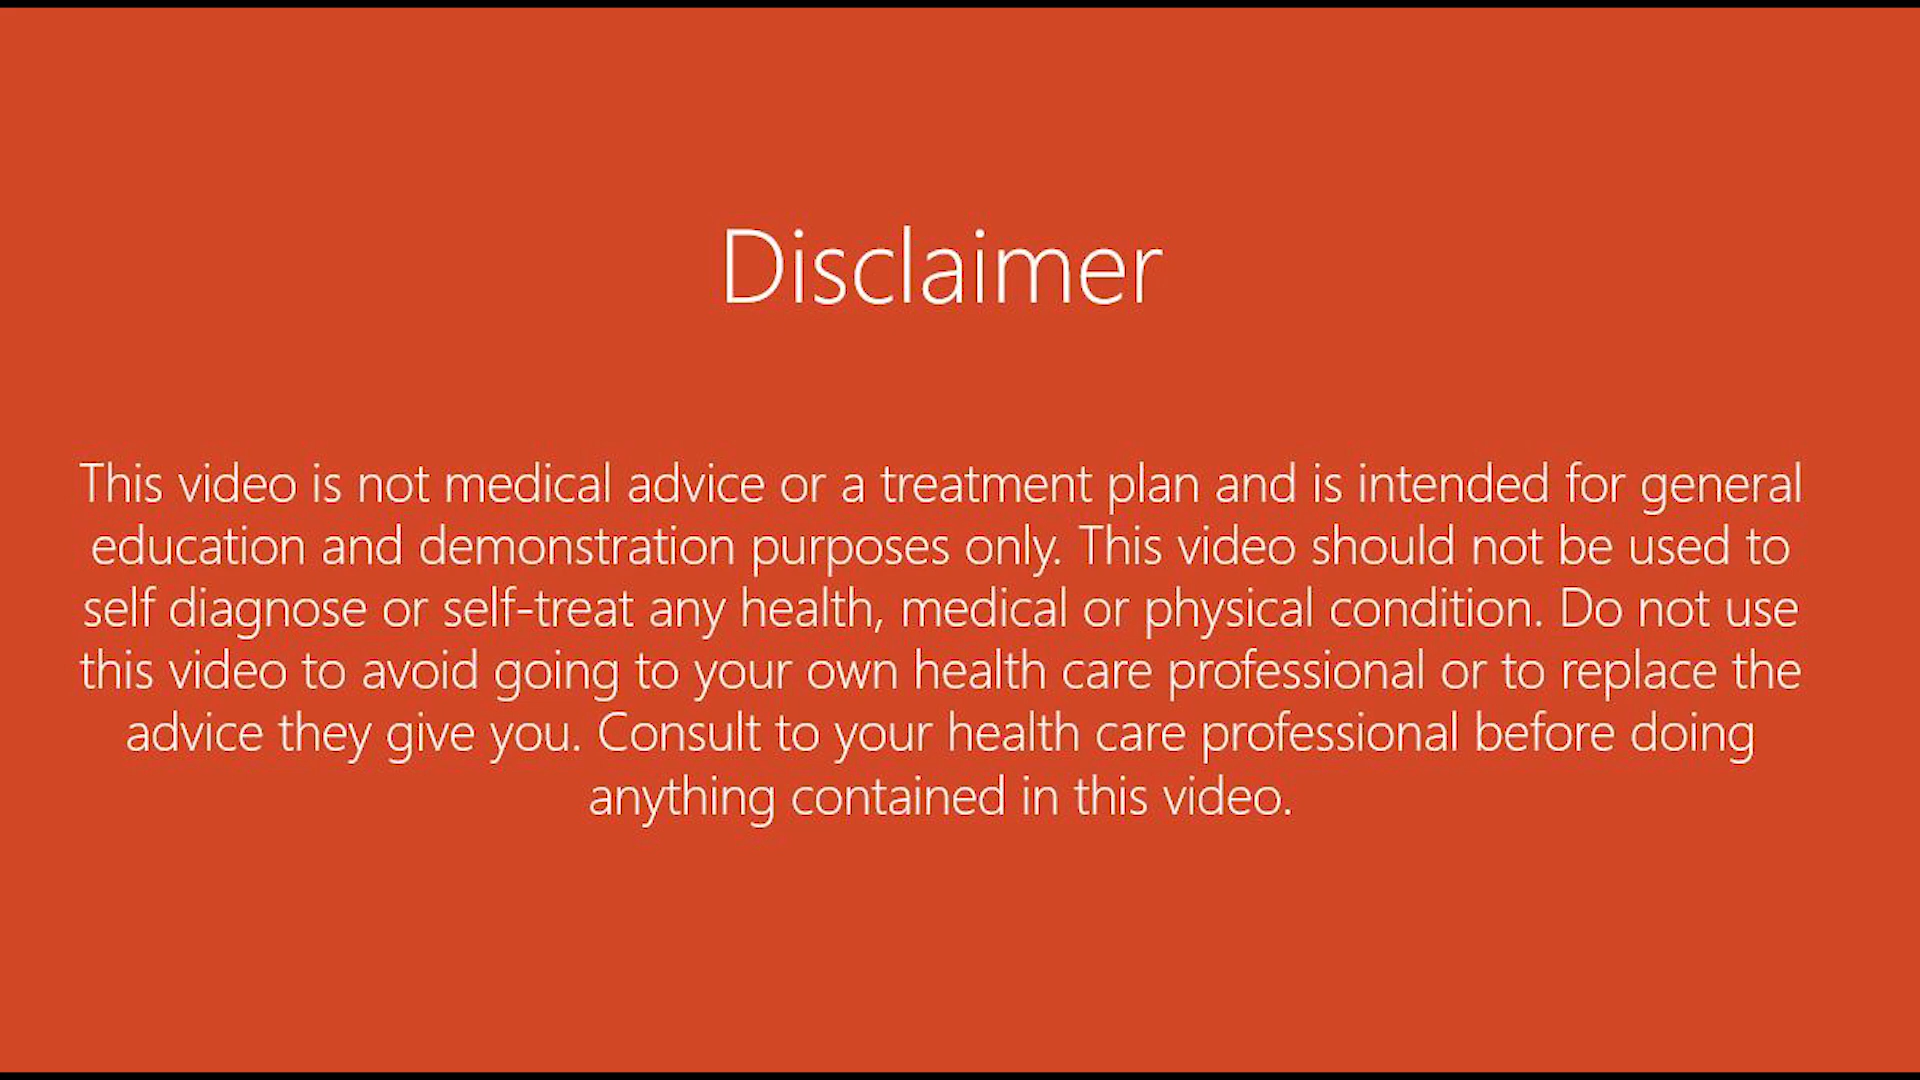 Disclaimer
This video is not medical advice or a treatment plan and is intended for general
education and demonstration purposes only. This video should not be used to
self diagnose or self-treat any health, medical or physical condition. Do not use
this video to avoid going to your own health care professional or to replace the
advice they give you. Consult to your health care professional before doing
anything contained in this video.